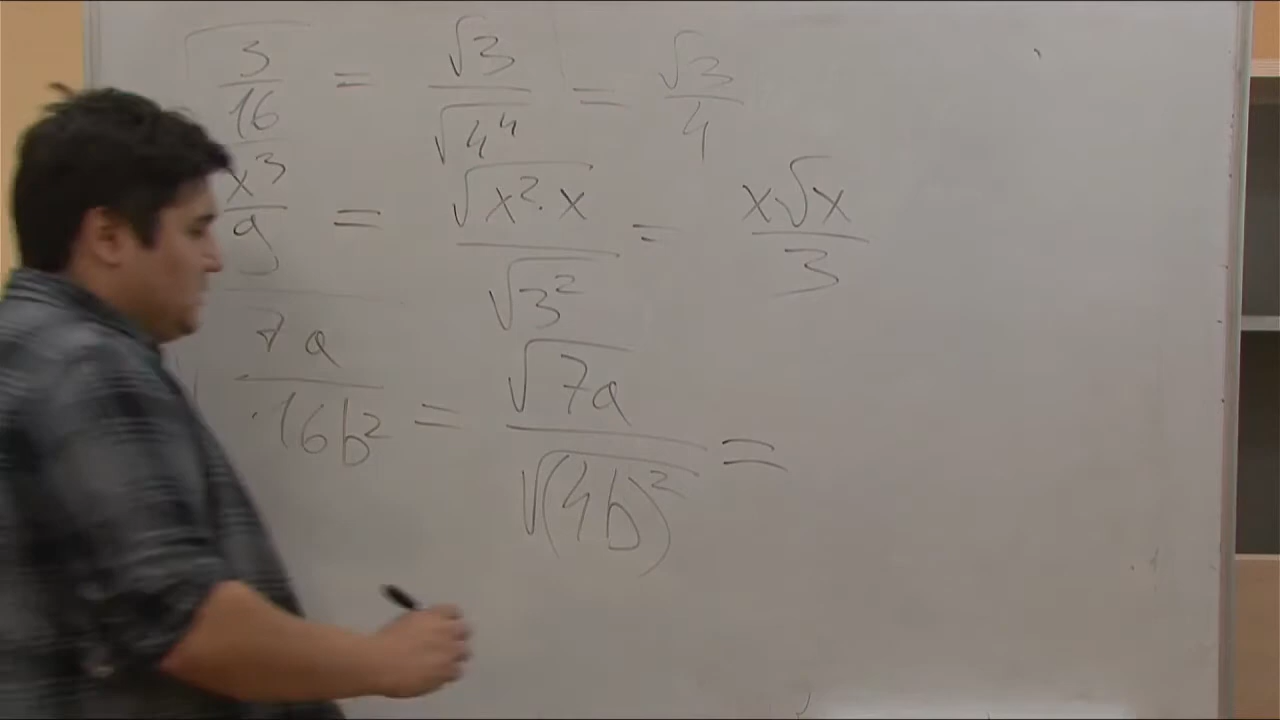 √(3/16) = √3/√4⁴ = √3/4
x³/9 = √(x²·x)/√(3²) = x√x/3
√(7a/16b²) = √(7a)/√((4b)²) =